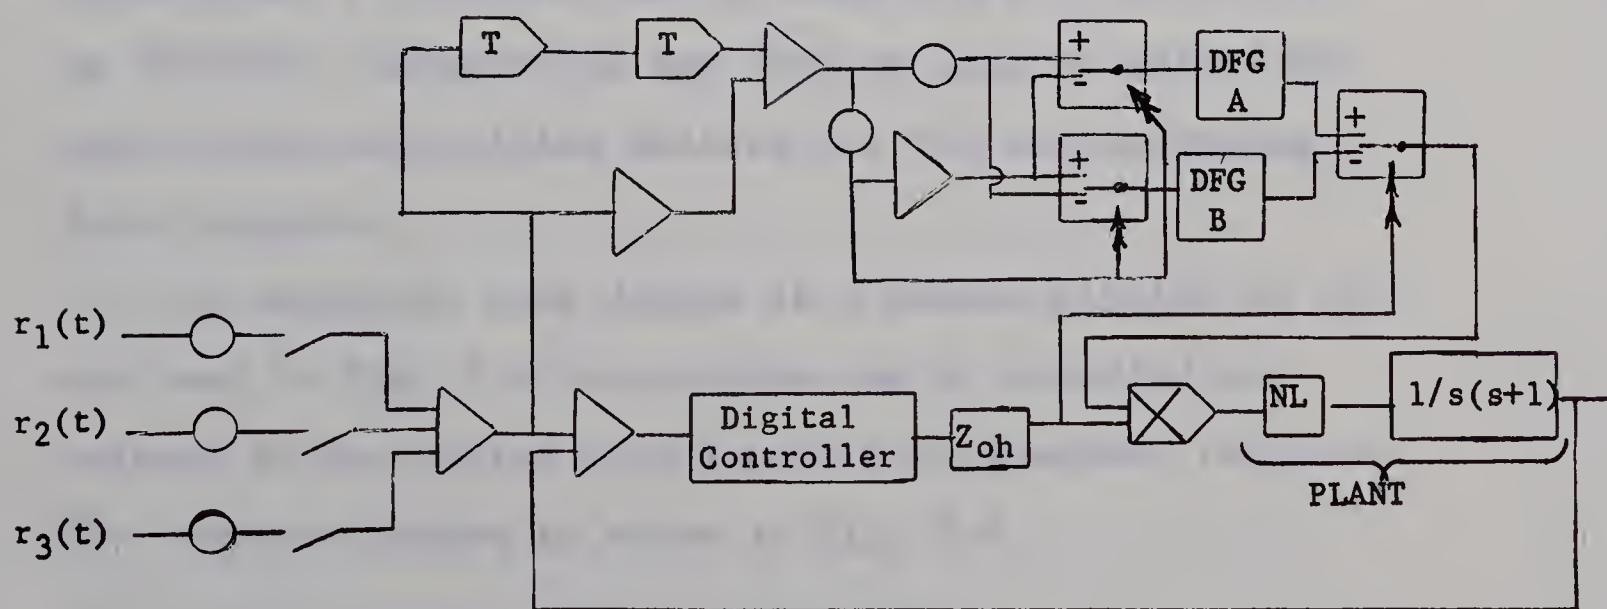 T
T
+
-
DFG
A
+
-
+
-
DFG
B
r1(t)
r2(t)
r3(t)
Digital
Controller
Zoh
NL
1/s(s+1)
PLANT